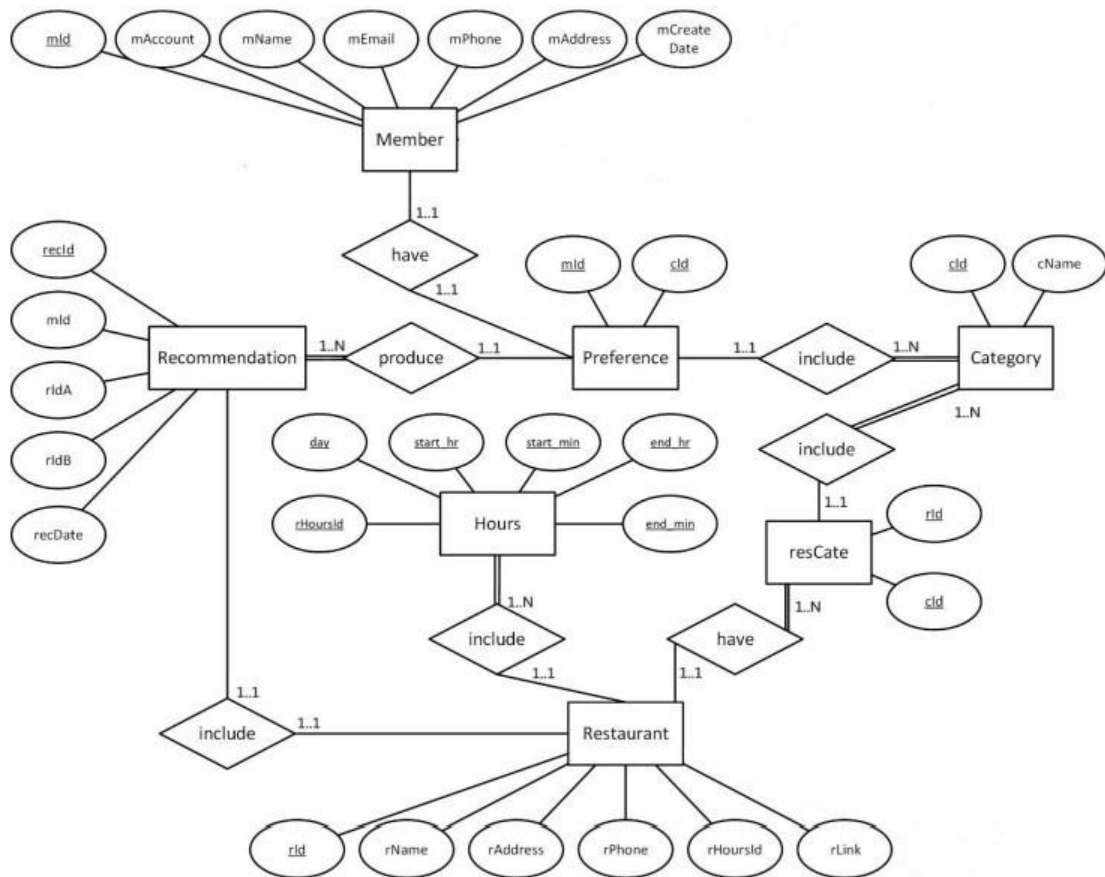 mId
mAccount
mName
mEmail
mPhone
mAddress
mCreate
Date
Member
1..1
have
1..1
recId
mId
rIdA
rIdB
recDate
Recommendation
1..N
produce
1..1
mId
cId
Preference
1..1
include
1..N
cId
cName
Category
1..N
include
1..1
day
start_hr
start_min
end_hr
rHoursId
Hours
end_min
rId
resCate
cId
1..N
include
1..1
1..N
have
1..1
1..1
include
1..1
Restaurant
rId
rName
rAddress
rPhone
rHoursId
rLink